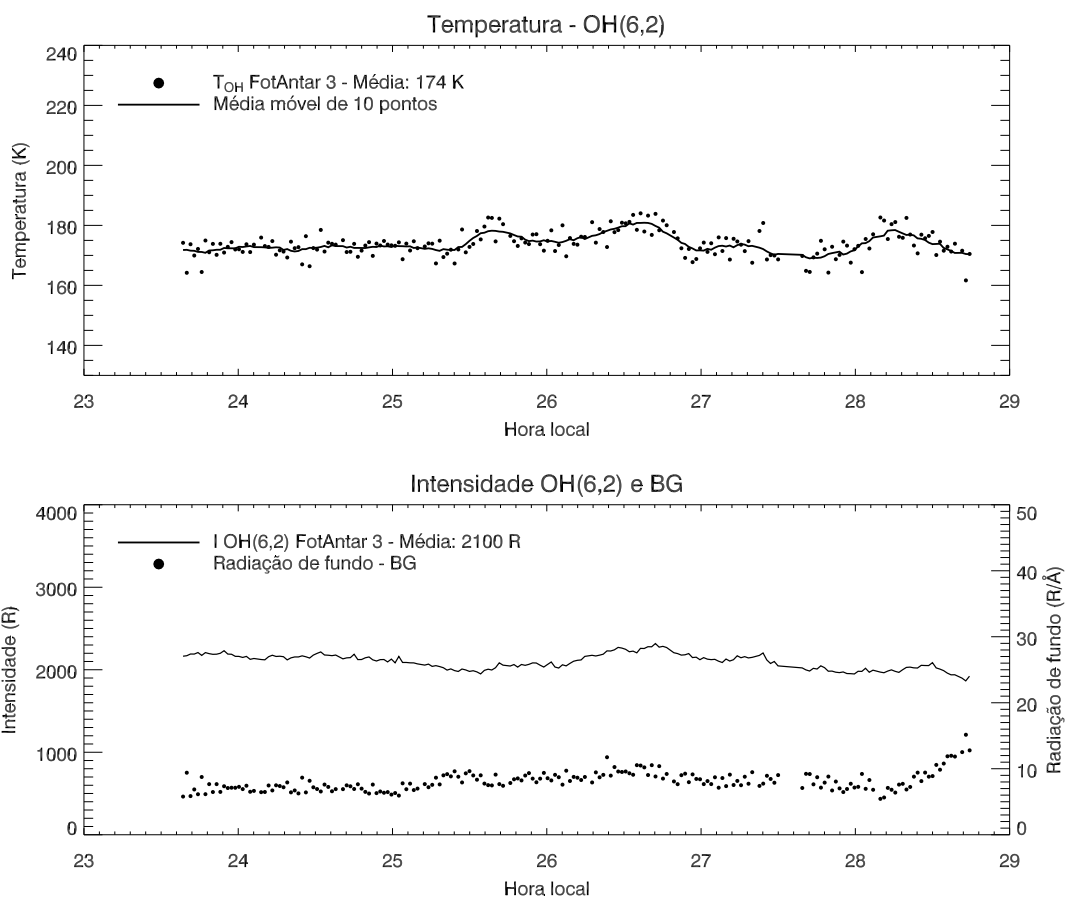 Temperatura - OH(6,2)
240
220
200
180
160
140
Temperatura (K)
T_OH FotAntar 3 - Média: 174 K
Média móvel de 10 pontos
23 24 25 26 27 28 29
Hora local
Intensidade OH(6,2) e BG
4000
3000
2000
1000
0
Intensidade (R)
I OH(6,2) FotAntar 3 - Média: 2100 R
Radiação de fundo - BG
50
40
30
20
10
0
Radiação de fundo (R/Å)
23 24 25 26 27 28 29
Hora local